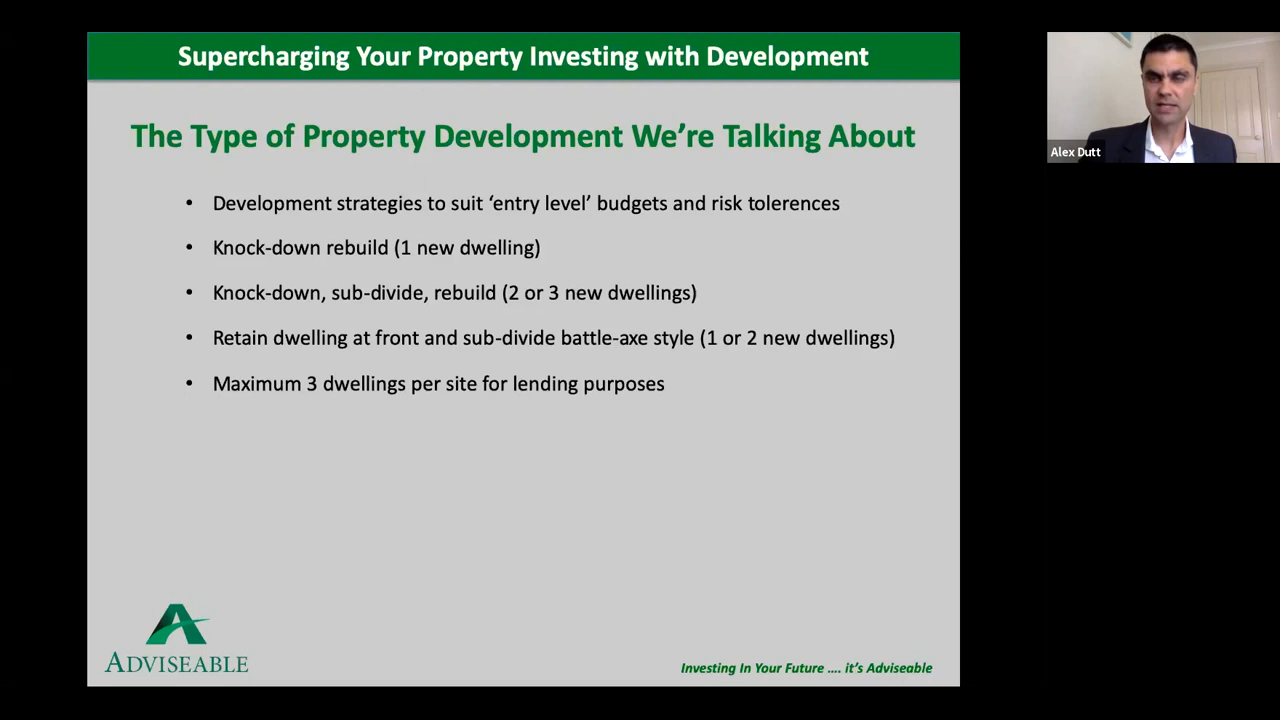 Supercharging Your Property Investing with Development
The Type of Property Development We’re Talking About
• Development strategies to suit ‘entry level’ budgets and risk tolerences
• Knock-down rebuild (1 new dwelling)
• Knock-down, sub-divide, rebuild (2 or 3 new dwellings)
• Retain dwelling at front and sub-divide battle-axe style (1 or 2 new dwellings)
• Maximum 3 dwellings per site for lending purposes
ADVISEABLE
Investing In Your Future .... it’s Adviseable
Alex Dutt